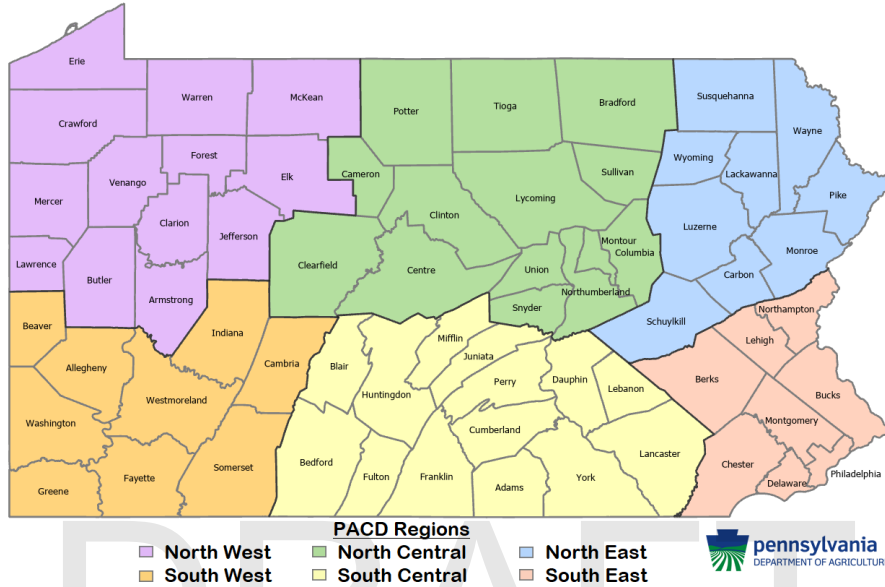 Erie
Warren
McKean
Potter
Tioga
Bradford
Susquehanna
Wayne
Crawford
Forest
Elk
Cameron
Sullivan
Wyoming
Lackawanna
Pike
Mercer
Venango
Clarion
Jefferson
Clinton
Lycoming
Luzerne
Monroe
Lawrence
Butler
Armstrong
Clearfield
Centre
Union
Montour
Columbia
Carbon
Northumberland
Snyder
Schuylkill
Northampton
Beaver
Indiana
Allegheny
Cambria
Blair
Mifflin
Juniata
Lehigh
Huntingdon
Perry
Dauphin
Lebanon
Berks
Bucks
Westmoreland
Washington
Cumberland
Montgomery
Bedford
Somerset
Fulton
Franklin
Lancaster
Chester
Philadelphia
Greene
Fayette
Adams
York
Delaware
DRAFT
PACD Regions
North West
North Central
North East
South West
South Central
South East
pennsylvania
DEPARTMENT OF AGRICULTUR